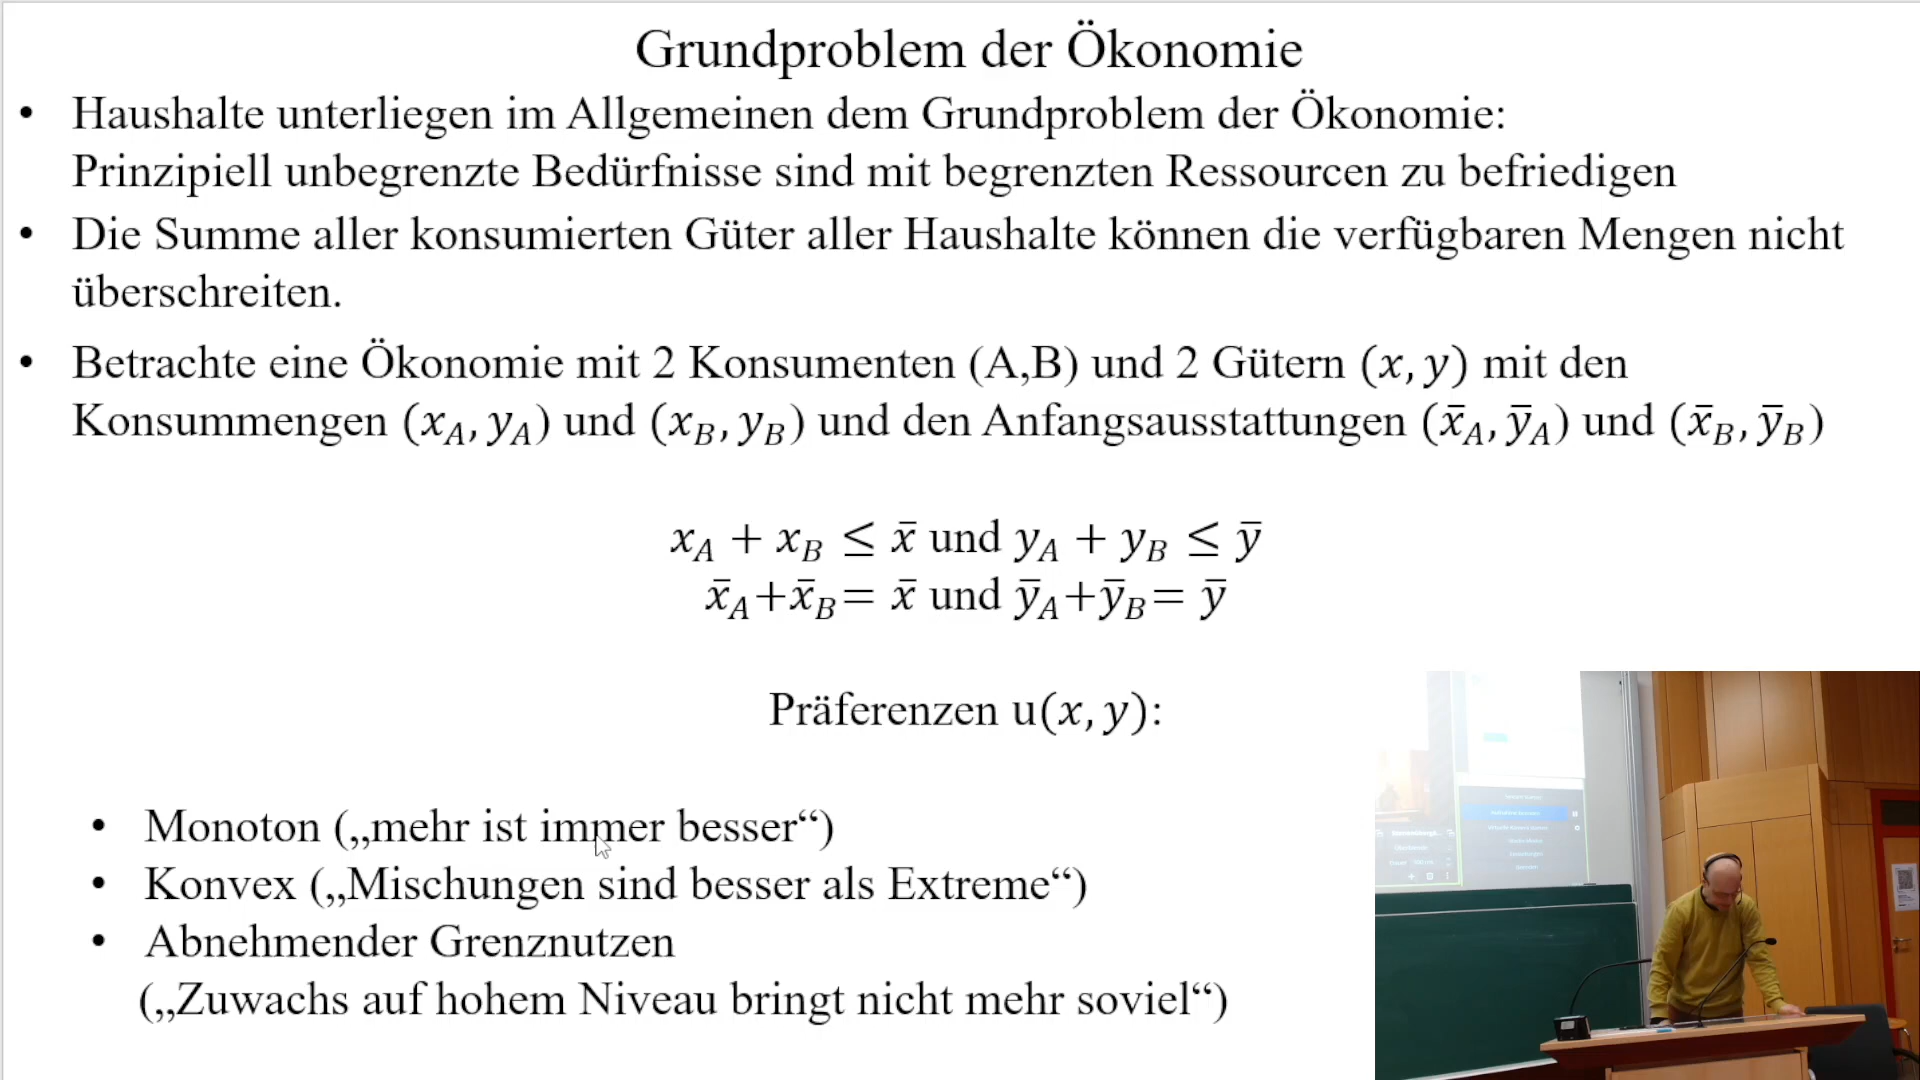 Grundproblem der Ökonomie
• Haushalte unterliegen im Allgemeinen dem Grundproblem der Ökonomie:
Prinzipiell unbegrenzte Bedürfnisse sind mit begrenzten Ressourcen zu befriedigen
• Die Summe aller konsumierten Güter aller Haushalte können die verfügbaren Mengen nicht
überschreiten.
• Betrachte eine Ökonomie mit 2 Konsumenten (A,B) und 2 Gütern (x, y) mit den
Konsummengen (x_A, y_A) und (x_B, y_B) und den Anfangsausstattungen (x̄_A, ȳ_A) und (x̄_B, ȳ_B)
x_A + x_B ≤ x̄ und y_A + y_B ≤ ȳ
x̄_A+x̄_B= x̄ und ȳ_A+ȳ_B= ȳ
Präferenzen u(x, y):
• Monoton („mehr ist immer besser“)
• Konvex („Mischungen sind besser als Extreme“)
• Abnehmender Grenznutzen
(„Zuwachs auf hohem Niveau bringt nicht mehr soviel“)